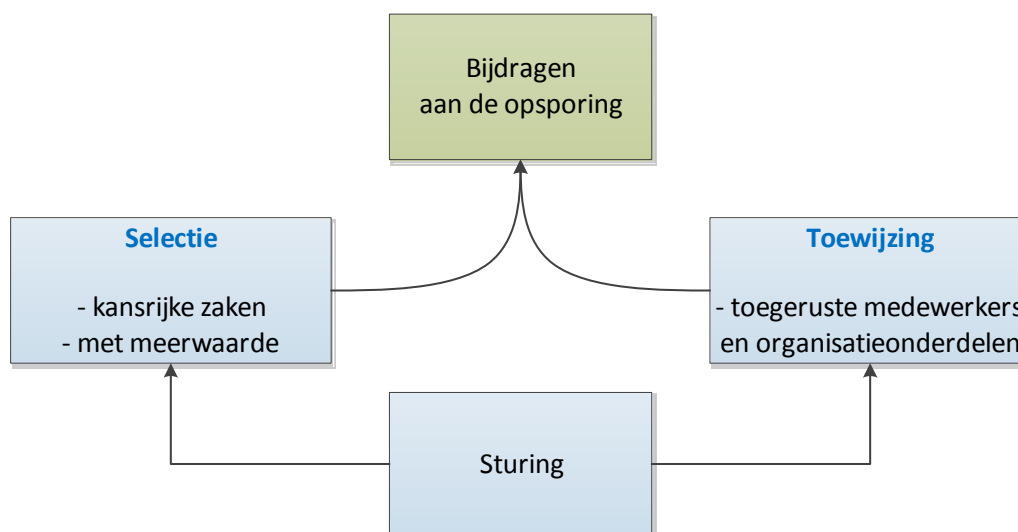 Bijdragen
aan de opsporing
Selectie
- kansrijke zaken
- met meerwaarde
Toewijzing
- toegeruste medewerkers
en organisatieonderdelen
Sturing